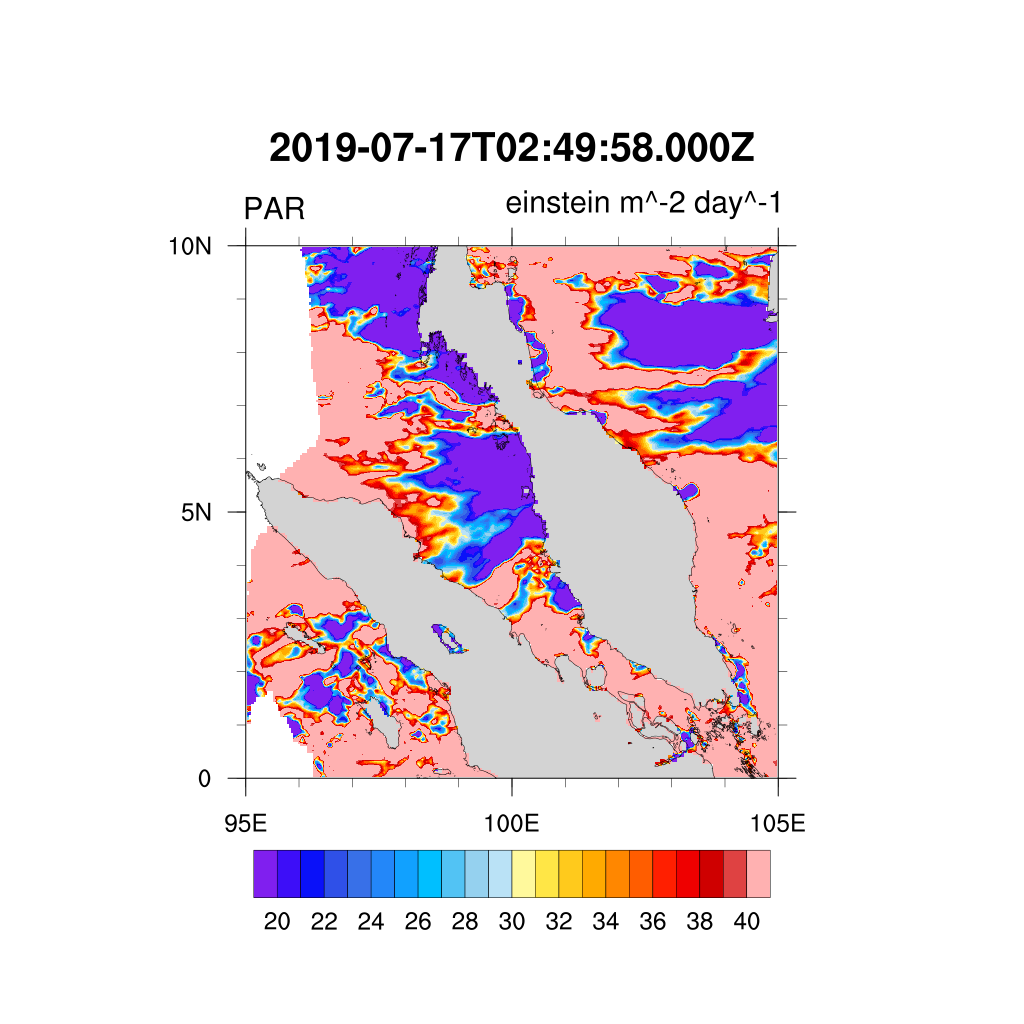 2019-07-17T02:49:58.000Z
PAR einstein m^-2 day^-1
10N
5N
0
95E 100E 105E
20 22 24 26 28 30 32 34 36 38 40